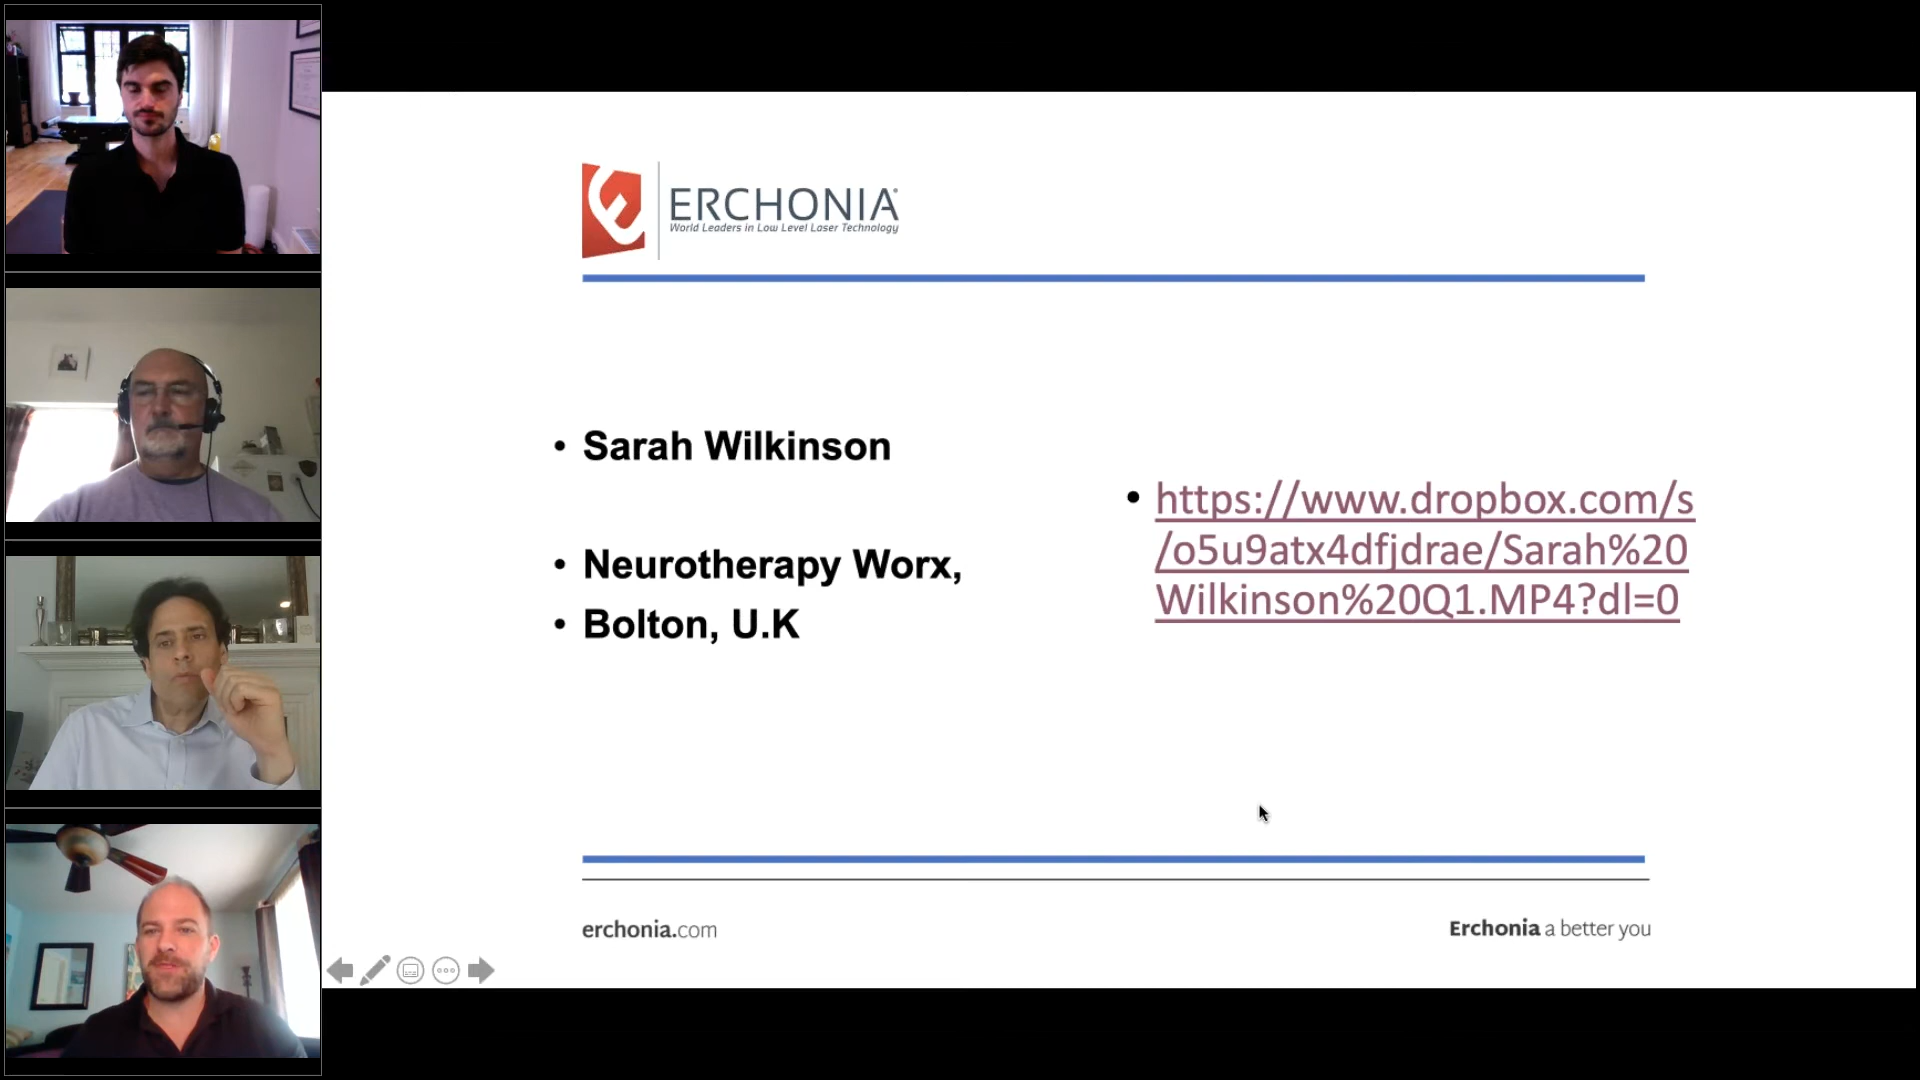 ERCHONIA®
World Leaders in Low Level Laser Technology
• Sarah Wilkinson
• Neurotherapy Worx,
• Bolton, U.K
• https://www.dropbox.com/s
/o5u9atx4dfjdrae/Sarah%20
Wilkinson%20Q1.MP4?dl=0
erchonia.com
Erchonia a better you